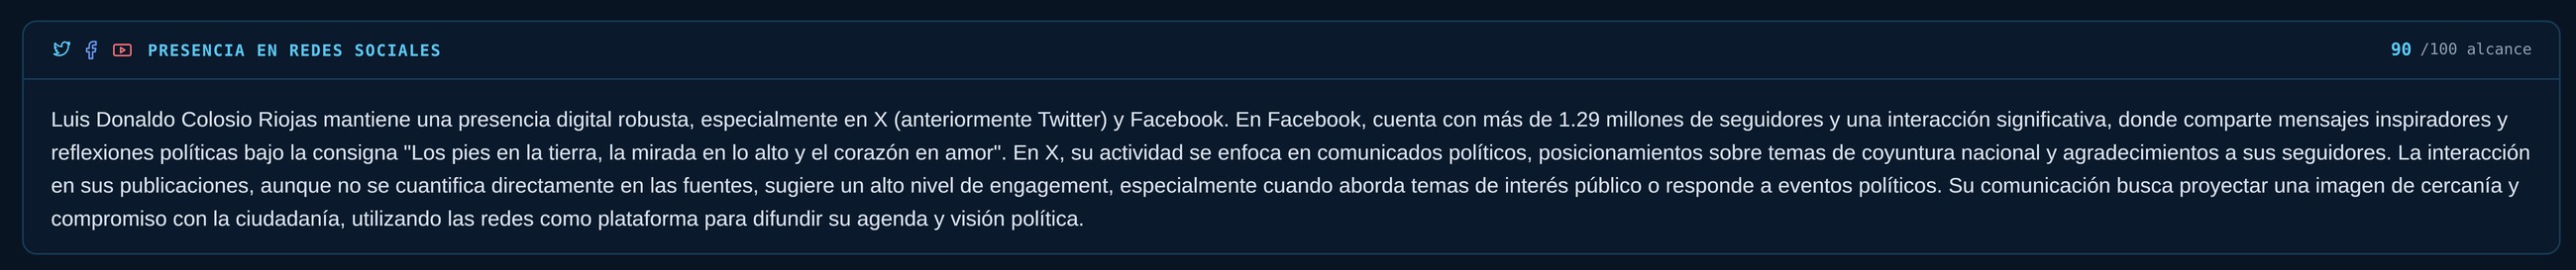 PRESENCIA EN REDES SOCIALES
90 /100 alcance
Luis Donaldo Colosio Riojas mantiene una presencia digital robusta, especialmente en X (anteriormente Twitter) y Facebook. En Facebook, cuenta con más de 1.29 millones de seguidores y una interacción significativa, donde comparte mensajes inspiradores y
reflexiones políticas bajo la consigna "Los pies en la tierra, la mirada en lo alto y el corazón en amor". En X, su actividad se enfoca en comunicados políticos, posicionamientos sobre temas de coyuntura nacional y agradecimientos a sus seguidores. La interacción
en sus publicaciones, aunque no se cuantifica directamente en las fuentes, sugiere un alto nivel de engagement, especialmente cuando aborda temas de interés público o responde a eventos políticos. Su comunicación busca proyectar una imagen de cercanía y
compromiso con la ciudadanía, utilizando las redes como plataforma para difundir su agenda y visión política.